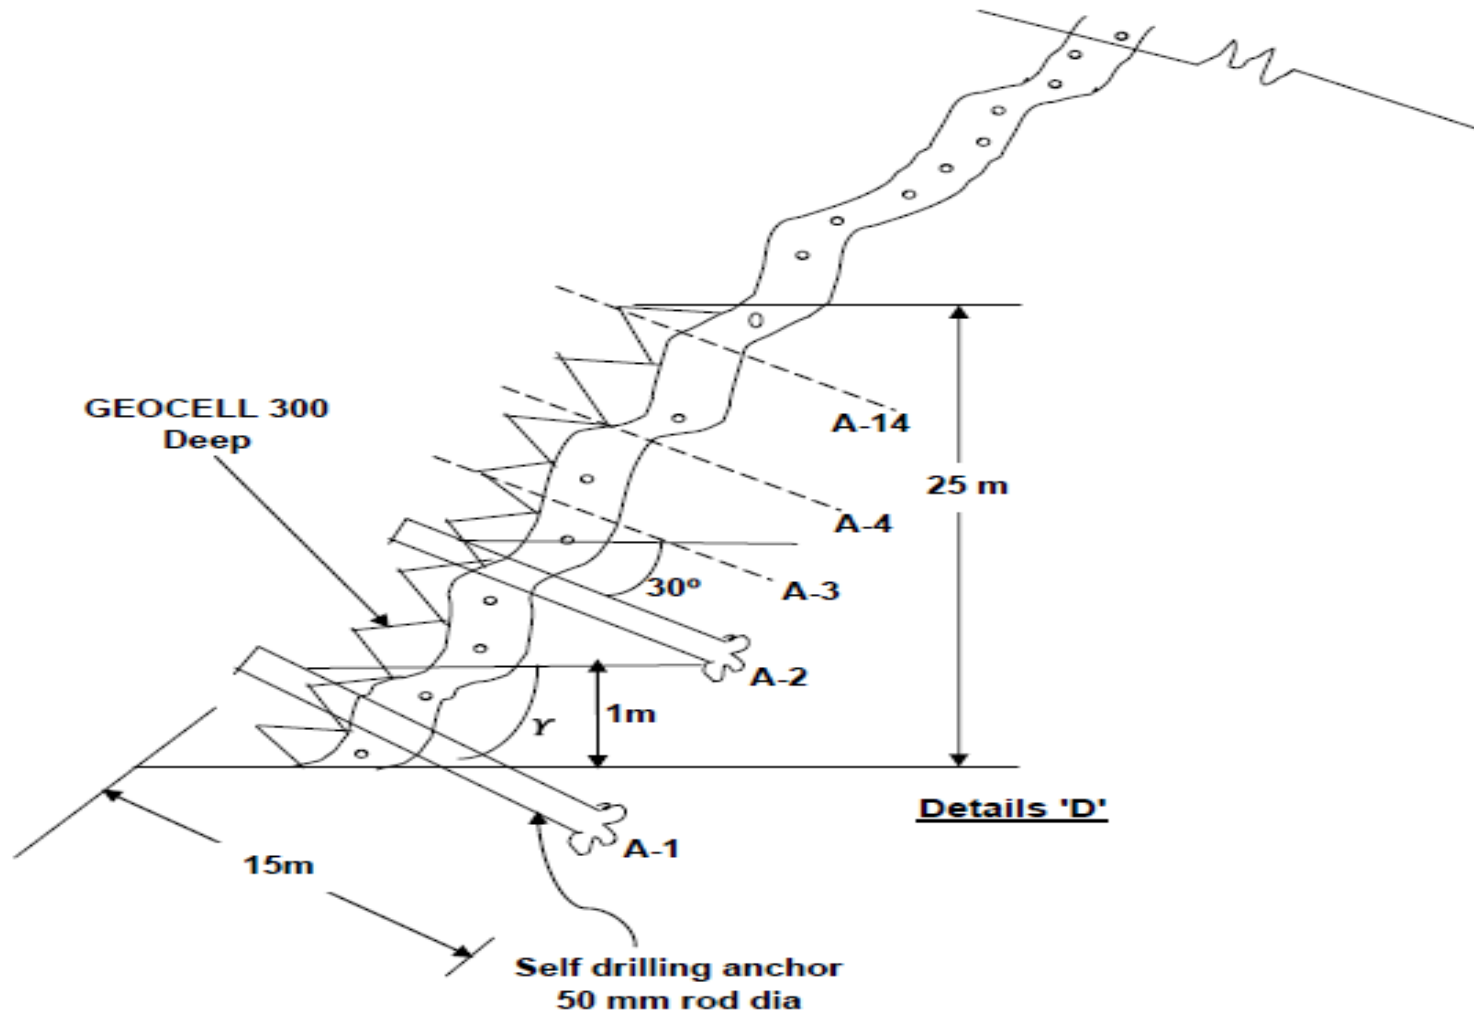 GEOCELL 300
Deep
A-14
25 m
A-4
30º
A-3
A-2
1m
ϒ
Details 'D'
A-1
15m
Self drilling anchor
50 mm rod dia